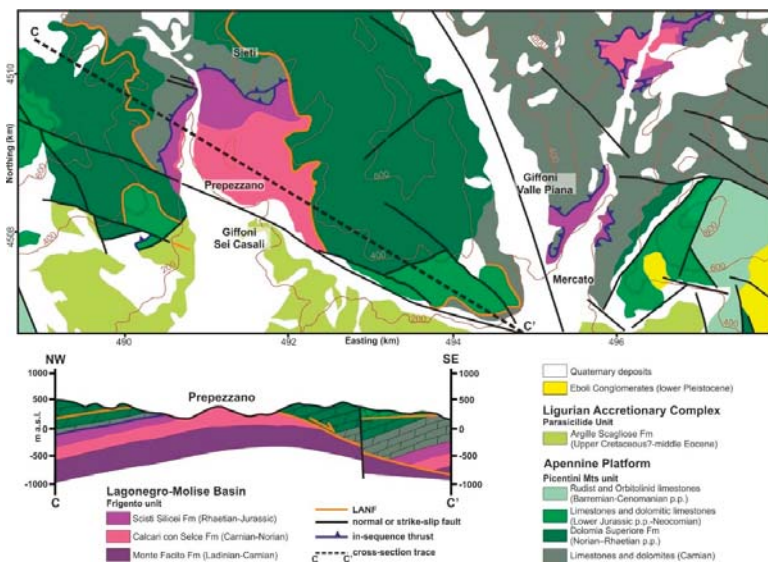 C
Sieti
4510
Northing (km)
Prepezzano
Giffoni
Valle Piana
600
4508
Giffoni
Sei Casali
Mercato
400
200
C'
490
492
Easting (km)
494
496
NW
SE
1000
500
0
-500
-1000
m a.s.l.
Prepezzano
1000
500
0
-500
-1000
C
C'
Lagonegro-Molise Basin
Frigento unit
Scisti Silicei Fm (Rhaetian-Jurassic)
Calcari con Selce Fm (Carnian-Norian)
Monte Facito Fm (Ladinian-Carnian)
LANF
normal or strike-slip fault
in-sequence thrust
C C' cross-section trace
Quaternary deposits
Eboli Conglomerates (lower Pleistocene)
Ligurian Accretionary Complex
Parasicilide Unit
Argille Scagliose Fm
(Upper Cretaceous?-middle Eocene)
Apennine Platform
Picentini Mts unit
Rudist and Orbitolinid limestones
(Barremian-Cenomanian p.p.)
Limestones and dolomitic limestones
(Lower Jurassic p.p.-Neocomian)
Dolomia Superiore Fm
(Norian-Rhaetian p.p.)
Limestones and dolomites (Carnian)